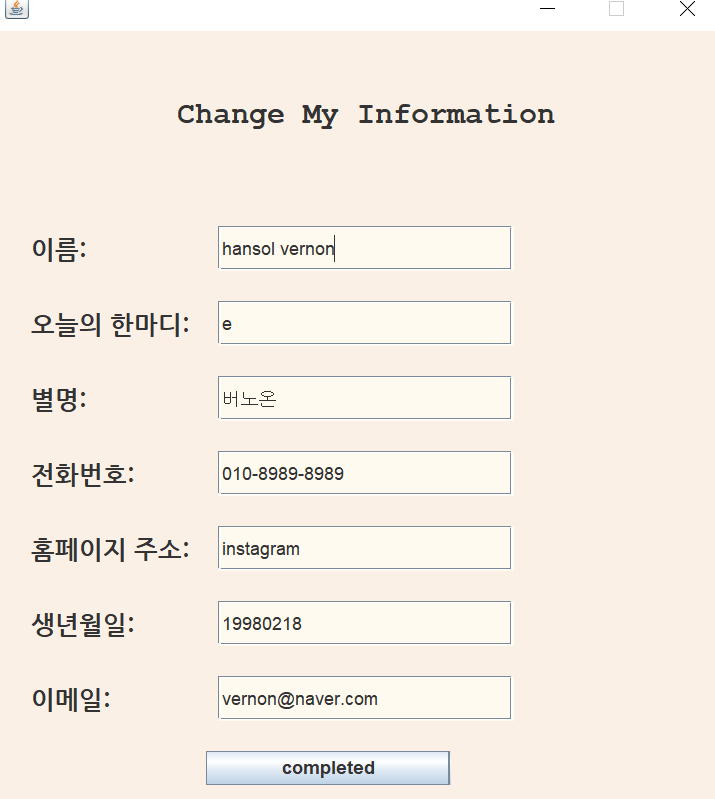 Change My Information
이름: hansol vernon
오늘의 한마디: e
별명: 버노온
전화번호: 010-8989-8989
홈페이지 주소: instagram
생년월일: 19980218
이메일: vernon@naver.com
completed